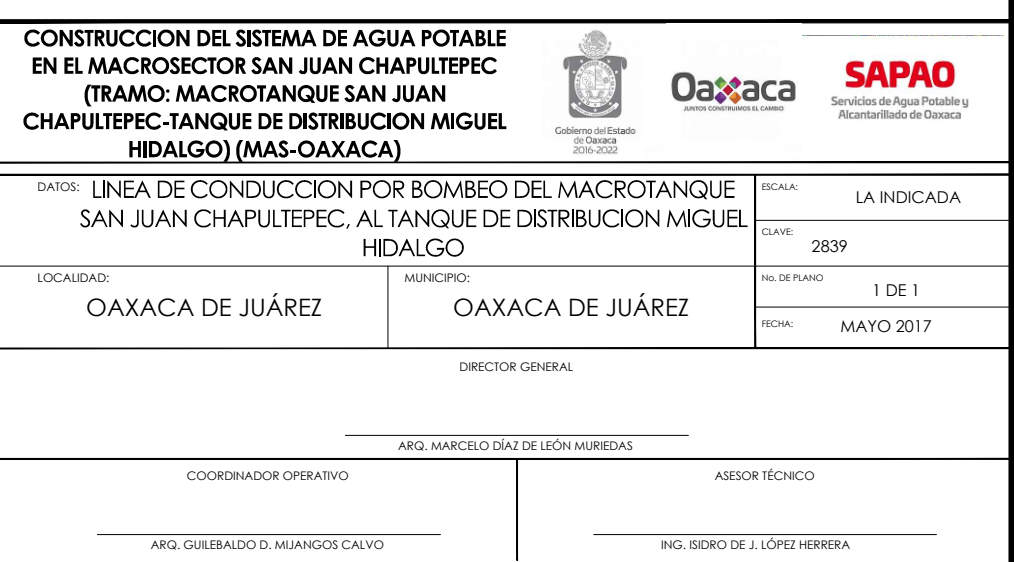 CONSTRUCCION DEL SISTEMA DE AGUA POTABLE
EN EL MACROSECTOR SAN JUAN CHAPULTEPEC
(TRAMO: MACROTANQUE SAN JUAN
CHAPULTEPEC-TANQUE DE DISTRIBUCION MIGUEL
HIDALGO) (MAS-OAXACA)
Gobierno del Estado
de Oaxaca
2016-2022
Oaxaca
JUNTOS CONSTRUIMOS EL CAMBIO
SAPAO
Servicios de Agua Potable y
Alcantarillado de Oaxaca
DATOS: LINEA DE CONDUCCION POR BOMBEO DEL MACROTANQUE
SAN JUAN CHAPULTEPEC, AL TANQUE DE DISTRIBUCION MIGUEL
HIDALGO
ESCALA: LA INDICADA
CLAVE: 2839
LOCALIDAD:
OAXACA DE JUÁREZ
MUNICIPIO:
OAXACA DE JUÁREZ
No. DE PLANO
1 DE 1
FECHA: MAYO 2017
DIRECTOR GENERAL
ARQ. MARCELO DÍAZ DE LEÓN MURIEDAS
COORDINADOR OPERATIVO
ARQ. GUILEBALDO D. MIJANGOS CALVO
ASESOR TÉCNICO
ING. ISIDRO DE J. LÓPEZ HERRERA